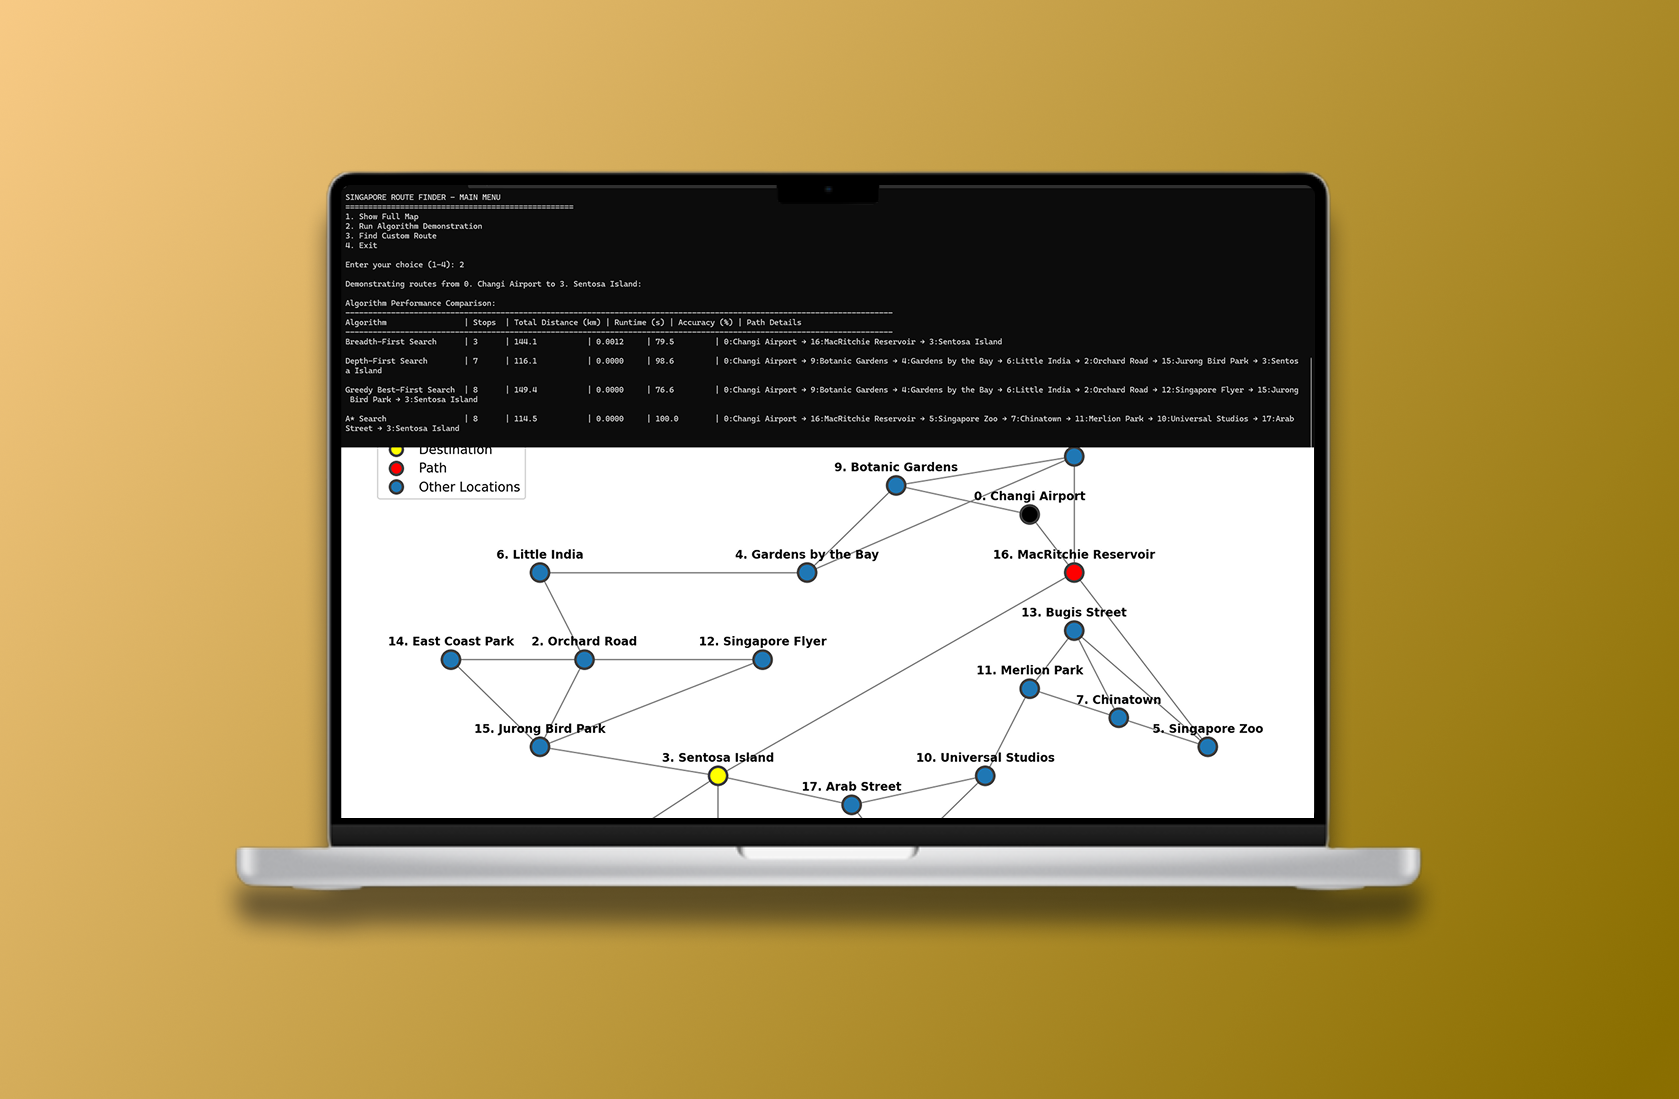 SINGAPORE ROUTE FINDER - MAIN MENU
==================================================
1. Show Full Map
2. Run Algorithm Demonstration
3. Find Custom Route
4. Exit
Enter your choice (1-4): 2
Demonstrating routes from 0. Changi Airport to 3. Sentosa Island:
Algorithm Performance Comparison:
Algorithm | Stops | Total Distance (km) | Runtime (s) | Accuracy (%) | Path Details
Breadth-First Search | 3 | 144.1 | 0.0012 | 79.5 | 0:Changi Airport → 16:MacRitchie Reservoir → 3:Sentosa Island
Depth-First Search | 7 | 116.1 | 0.0000 | 98.6 | 0:Changi Airport → 9:Botanic Gardens → 4:Gardens by the Bay → 6:Little India → 2:Orchard Road → 15:Jurong Bird Park → 3:Sentos
a Island
Greedy Best-First Search | 8 | 149.4 | 0.0000 | 76.6 | 0:Changi Airport → 9:Botanic Gardens → 4:Gardens by the Bay → 6:Little India → 2:Orchard Road → 12:Singapore Flyer → 15:Jurong
Bird Park → 3:Sentosa Island
A* Search | 8 | 114.5 | 0.0000 | 100.0 | 0:Changi Airport → 16:MacRitchie Reservoir → 5:Singapore Zoo → 7:Chinatown → 11:Merlion Park → 10:Universal Studios → 17:Arab
Street → 3:Sentosa Island
Destination
Path
Other Locations
9. Botanic Gardens
0. Changi Airport
6. Little India
4. Gardens by the Bay
16. MacRitchie Reservoir
13. Bugis Street
14. East Coast Park
2. Orchard Road
12. Singapore Flyer
11. Merlion Park
7. Chinatown
15. Jurong Bird Park
5. Singapore Zoo
3. Sentosa Island
10. Universal Studios
17. Arab Street